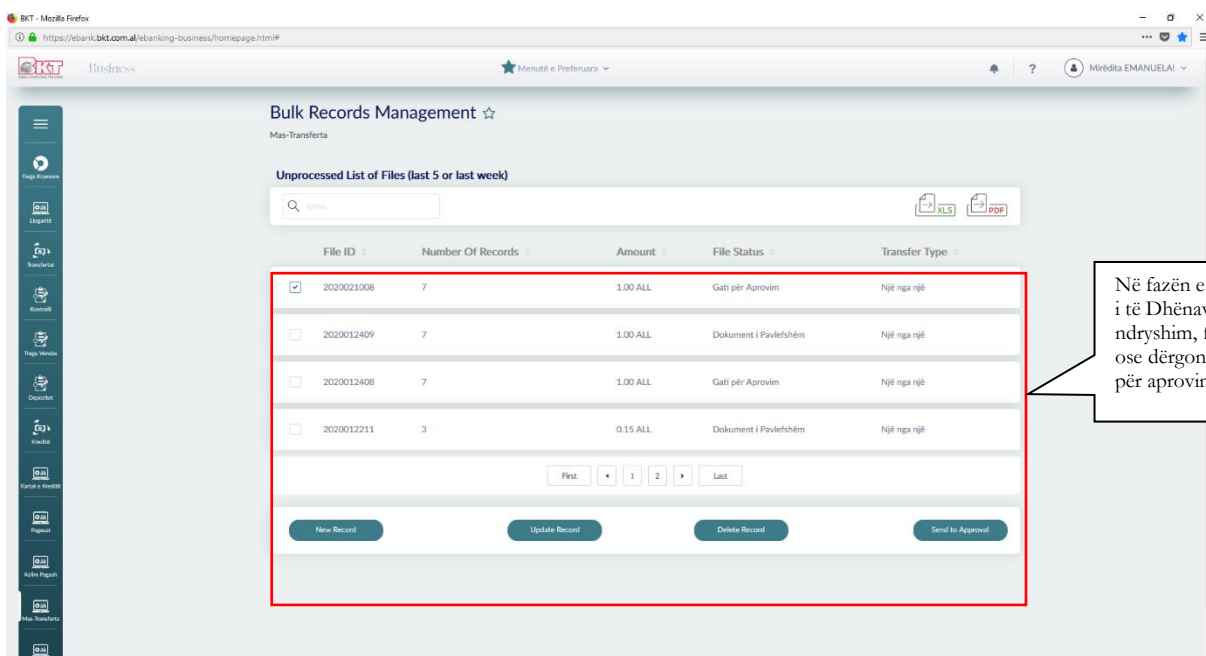 BKT - Mozilla Firefox
https://ebank.bkt.com.al/ebanking-business/homepage.html#
BKT Business Menutë e Preferuara ? Mirëdita EMANUELA!
Bulk Records Management
Mas-Transferta
Unprocessed List of Files (last 5 or last week)
XLS PDF
File ID Number Of Records Amount File Status Transfer Type
2020021008 7 1.00 ALL Gati për Aprovim Një nga një
2020012409 7 1.00 ALL Dokument i Pavlefshëm Një nga një
2020012408 7 1.00 ALL Gati për Aprovim Një nga një
2020012211 3 0.15 ALL Dokument i Pavlefshëm Një nga një
First 1 2 Last
New Record Update Record Delete Record Send to Approval
Faqja Kryesore
Llogaritë
Transfertat
Kontrolli
Trego Vendas
Depozitat
Kreditë
Kartat e Kreditit
Pagesat
Kalim Pagash
Mas-Transferta
Në fazën e
i të Dhënav
ndryshim, f
ose dërgon
për aprovim